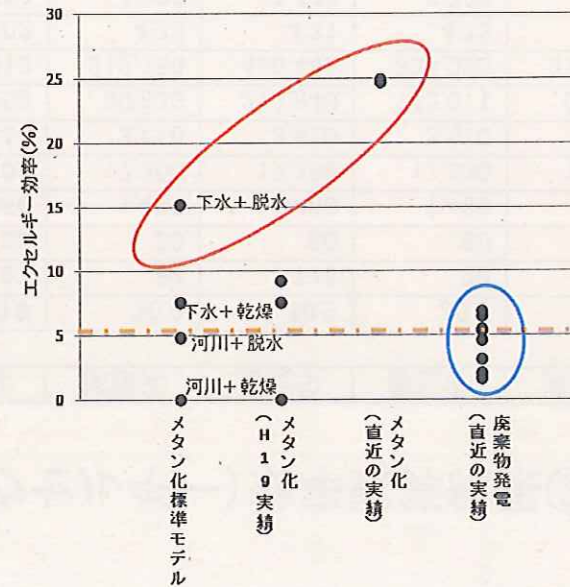 エクセルギー効率(%)
30
25
20
15
10
5
0
下水＋脱水
下水＋乾燥
河川＋脱水
河川＋乾燥
メタン化標準モデル
メタン化
(H19実績)
メタン化
(直近の実績)
廃棄物発電
(直近の実績)